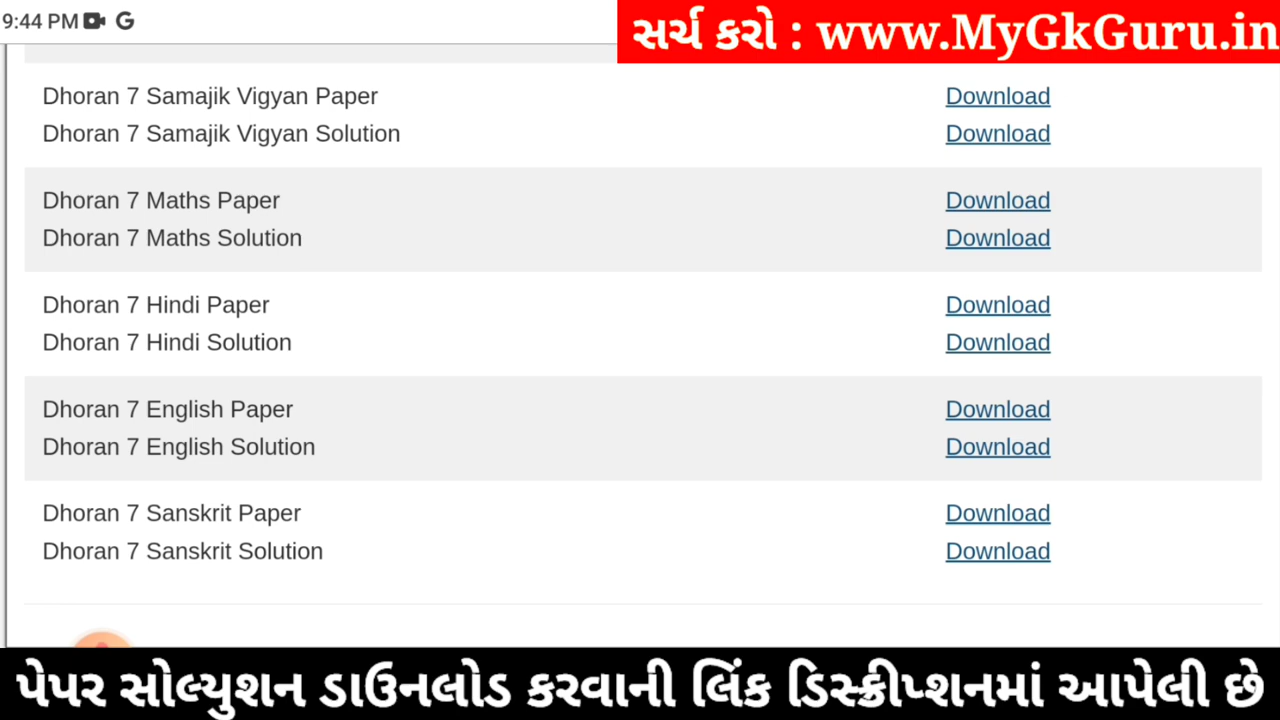 9:44 PM G
સર્ચ કરો : www.MyGkGuru.in
Dhoran 7 Samajik Vigyan Paper Download
Dhoran 7 Samajik Vigyan Solution Download
Dhoran 7 Maths Paper Download
Dhoran 7 Maths Solution Download
Dhoran 7 Hindi Paper Download
Dhoran 7 Hindi Solution Download
Dhoran 7 English Paper Download
Dhoran 7 English Solution Download
Dhoran 7 Sanskrit Paper Download
Dhoran 7 Sanskrit Solution Download
પેપર સોલ્યુશન ડાઉનલોડ કરવાની લિંક ડિસ્ક્રીપ્શનમાં આપેલી છે